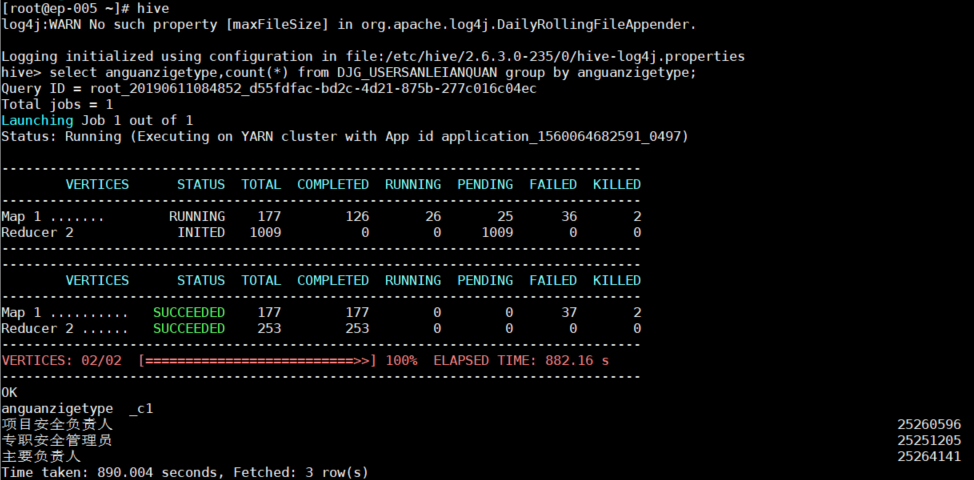 [root@ep-005 ~]# hive
log4j:WARN No such property [maxFileSize] in org.apache.log4j.DailyRollingFileAppender.
Logging initialized using configuration in file:/etc/hive/2.6.3.0-235/0/hive-log4j.properties
hive> select anguanzigetype,count(*) from DJG_USERSANLEIANQUAN group by anguanzigetype;
Query ID = root_20190611084852_d55fdfac-bd2c-4d21-875b-277c016c04ec
Total jobs = 1
Launching Job 1 out of 1
Status: Running (Executing on YARN cluster with App id application_1560064682591_0497)
--------------------------------------------------------------------------------
VERTICES STATUS TOTAL COMPLETED RUNNING PENDING FAILED KILLED
--------------------------------------------------------------------------------
Map 1 ....... RUNNING 177 126 26 25 36 2
Reducer 2 INITED 1009 0 0 1009 0 0
--------------------------------------------------------------------------------
--------------------------------------------------------------------------------
VERTICES STATUS TOTAL COMPLETED RUNNING PENDING FAILED KILLED
--------------------------------------------------------------------------------
Map 1 .......... SUCCEEDED 177 177 0 0 37 2
Reducer 2 ...... SUCCEEDED 253 253 0 0 0 0
--------------------------------------------------------------------------------
VERTICES: 02/02 [==========================>>] 100% ELAPSED TIME: 882.16 s
--------------------------------------------------------------------------------
OK
anguanzigetype _c1
项目安全负责人 25260596
专职安全管理员 25251205
主要负责人 25264141
Time taken: 890.004 seconds, Fetched: 3 row(s)